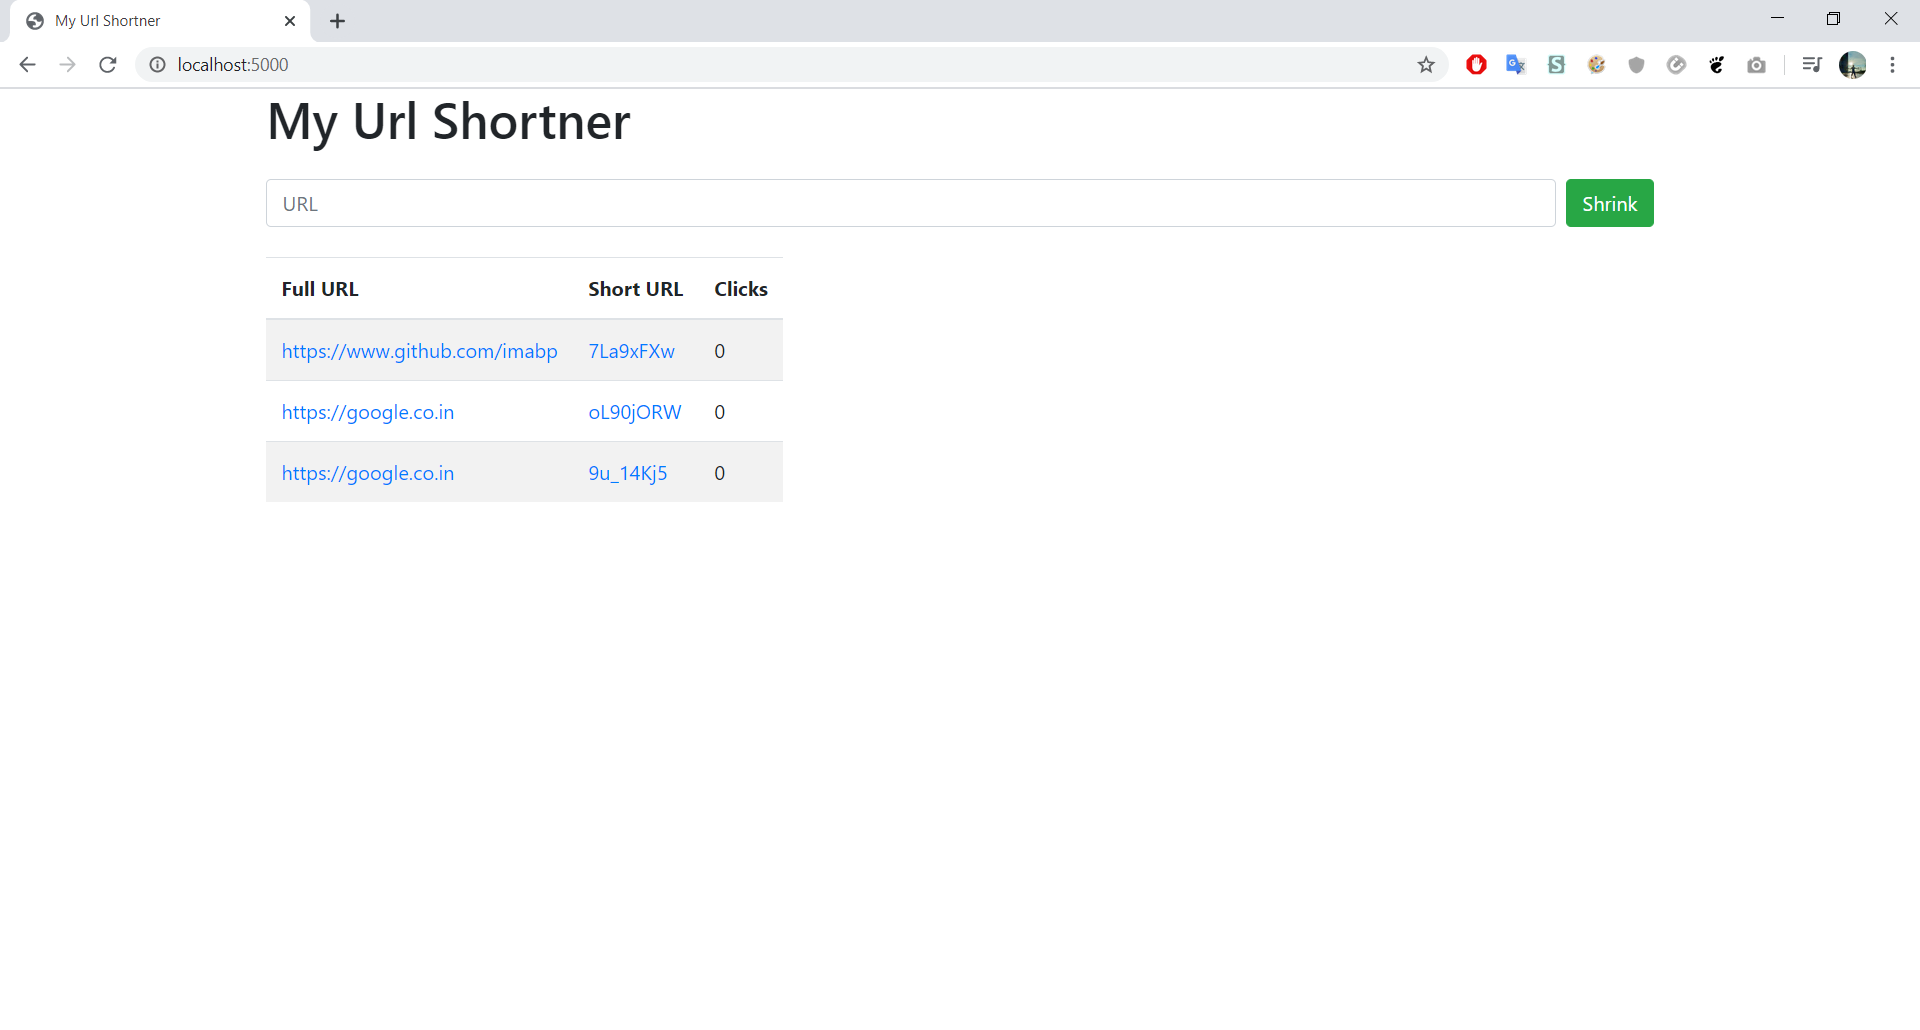 My Url Shortner
localhost:5000
My Url Shortner
URL
Shrink
Full URL Short URL Clicks
https://www.github.com/imabp 7La9xFXw 0
https://google.co.in oL90jORW 0
https://google.co.in 9u_14Kj5 0